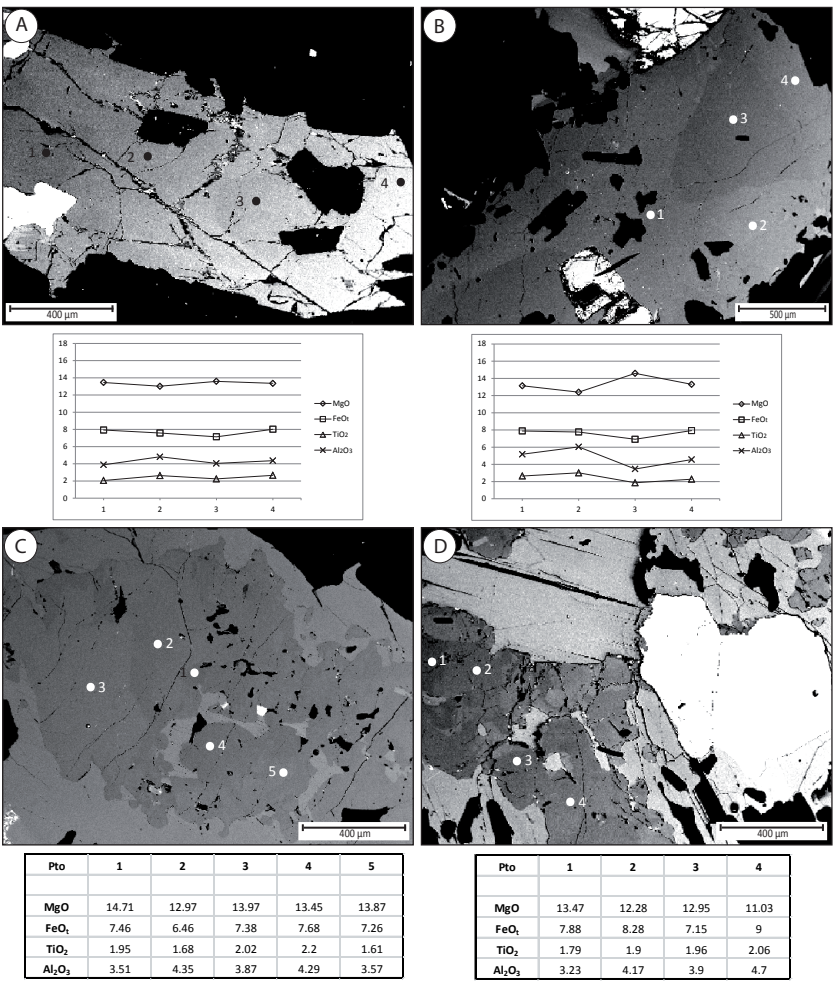 A
1
2
3
4
400 µm
B
4
3
1
2
500 µm
18
16
14
12
10
8
6
4
2
0
1 2 3 4
MgO
FeOt
TiO2
Al2O3
18
16
14
12
10
8
6
4
2
0
1 2 3 4
MgO
FeOt
TiO2
Al2O3
C
2
1
3
4
5
400 µm
D
1
2
3
4
400 µm
Pto 1 2 3 4 5
MgO 14.71 12.97 13.97 13.45 13.87
FeOt 7.46 6.46 7.38 7.68 7.26
TiO2 1.95 1.68 2.02 2.2 1.61
Al2O3 3.51 4.35 3.87 4.29 3.57
Pto 1 2 3 4
MgO 13.47 12.28 12.95 11.03
FeOt 7.88 8.28 7.15 9
TiO2 1.79 1.9 1.96 2.06
Al2O3 3.23 4.17 3.9 4.7